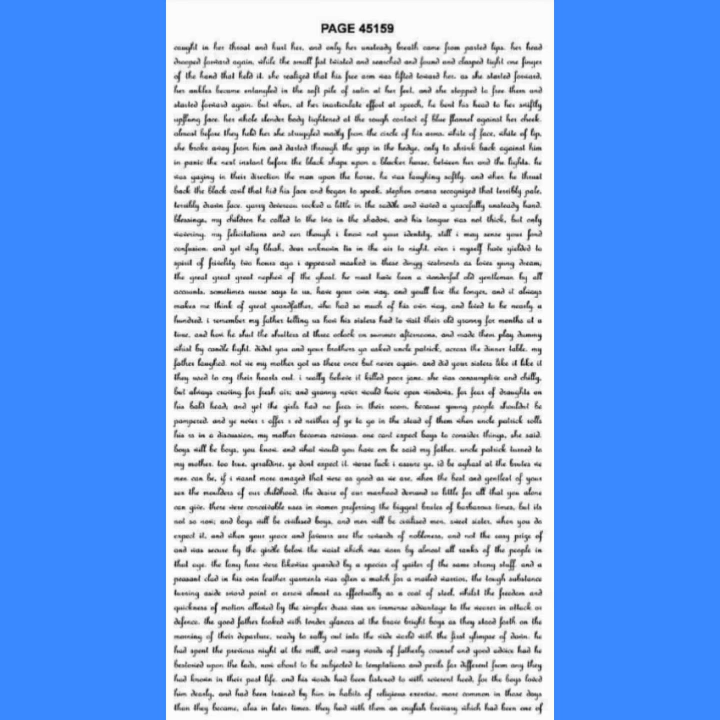 PAGE 45159
caught in her throat and hurt her, and only her unsteady breath came from parted lips. her head
drooped forward again, while the small fist twisted and searched and found and clasped tight one finger
of the hand that held it. she realized that his free arm was lifted toward her. as she started forward,
her ankles became entangled in the soft pile of satin at her feet, and she stopped to free them and
started forward again. but when, at her inarticulate effort at speech, he bent his head to her swiftly
upflung face, her whole slender body tightened at the rough contact of blue flannel against her cheek.
almost before they held her she struggled madly from the circle of his arms. white of face, white of lip,
she broke away from him and darted through the gap in the hedge, only to shrink back against him
in panic the next instant before the black shape upon a blacker horse, between her and the lights. he
was gazing in their direction the man upon the horse. he was laughing softly, and when he thrust
back the black cowl that hid his face and began to speak, stephen omara recognized that terribly pale,
terribly drawn face. garry devereau rocked a little in the saddle and waved a gracefully unsteady hand.
blessings, my children he called to the two in the shadow, and his tongue was not thick, but only
wavering. my felicitations and een though i know not your identity, still i may sense your fond
confusion. and yet why blush, dear unknown tis in the air to night. even i myself have yielded to
spirit of frivolity two hours ago i appeared masked in these dingy vestments as loves young dream,
the great great great nephew of the ghost. he must have been a wonderful old gentleman by all
accounts. sometimes nurse says to us, have your own way, and youll live the longer, and it always
makes me think of great grandfather, who had so much of his own way, and lived to be nearly a
hundred. i remember my father telling us how his sisters had to visit their old granny for months at a
time, and how he shut the shutters at three oclock on summer afternoons, and made them play dummy
whist by candle light. didnt you and your brothers go asked uncle patrick, across the dinner table. my
father laughed. not we my mother got us there once but never again. and did your sisters like it like it
they used to cry their hearts out. i really believe it killed poor jane. she was consumptive and chilly,
but always craving for fresh air; and granny never would have open windows, for fear of draughts on
his bald head, and yet the girls had no fires in their room, because young people shouldnt be
pampered. and ye never s offer s ed neither of ye to go in the stead of them when uncle patrick rolls
his rs in a discussion, my mother becomes nervous. one cant expect boys to consider things, she said.
boys will be boys, you know. and what would you have em be said my father. uncle patrick turned to
my mother. too true, geraldine. ye dont expect it. worse luck i assure ye, id be aghast at the brutes we
men can be, if i wasnt more amazed that were as good as we are, when the best and gentlest of your
sex the moulders of our childhood, the desire of our manhood demand so little for all that you alone
can give. there were conceivable uses in women preferring the biggest brutes of barbarous times, but its
not so now; and boys will be civilised boys, and men will be civilised men, sweet sister, when you do
expect it, and when your grace and favours are the rewards of nobleness, and not the easy prize of
and was secure by the girdle below the waist which was worn by almost all ranks of the people in
that age. the long hose were likewise guarded by a species of gaiter of the same strong stuff. and a
peasant clad in his own leather garments was often a match for a mailed warrior, the tough substance
turning aside sword point or arrow almost as effectually as a coat of steel, whilst the freedom and
quickness of motion allowed by the simpler dress was an immense advantage to the wearer in attack or
defence. the good father looked with tender glances at the brave bright boys as they stood forth on the
morning of their departure, ready to sally out into the wide world with the first glimpse of dawn. he
had spent the previous night at the mill, and many words of fatherly counsel and good advice had he
bestowed upon the lads, now about to be subjected to temptations and perils far different from any they
had known in their past life. and his words had been listened to with reverent heed, for the boys loved
him dearly, and had been trained by him in habits of religious exercise, more common in those days
than they became, alas in later times. they had with them an english breviary which had been one of